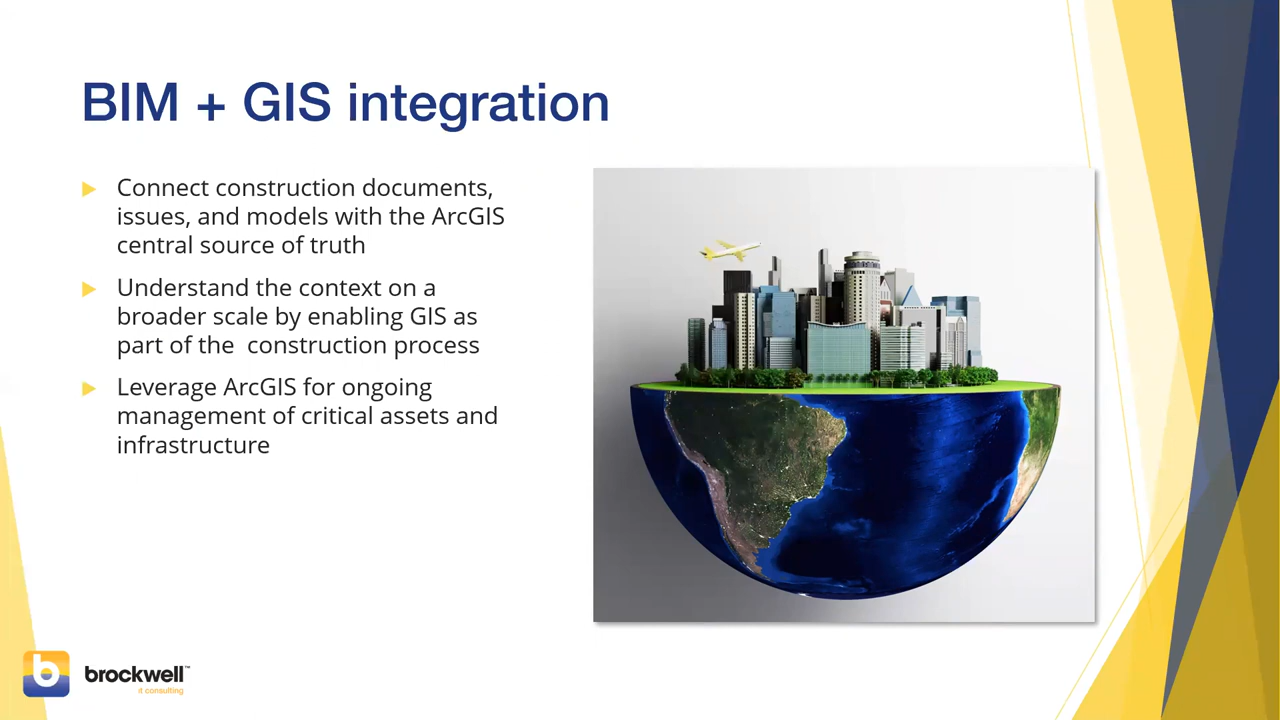 BIM + GIS integration
Connect construction documents,
issues, and models with the ArcGIS
central source of truth
Understand the context on a
broader scale by enabling GIS as
part of the  construction process
Leverage ArcGIS for ongoing
management of critical assets and
infrastructure
b
brockwell™
it consulting